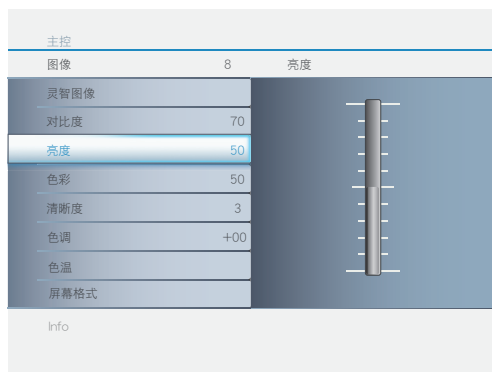 主控
图像 8 亮度
灵智图像
对比度 70
亮度 50
色彩 50
清晰度 3
色调 +00
色温
屏幕格式
Info